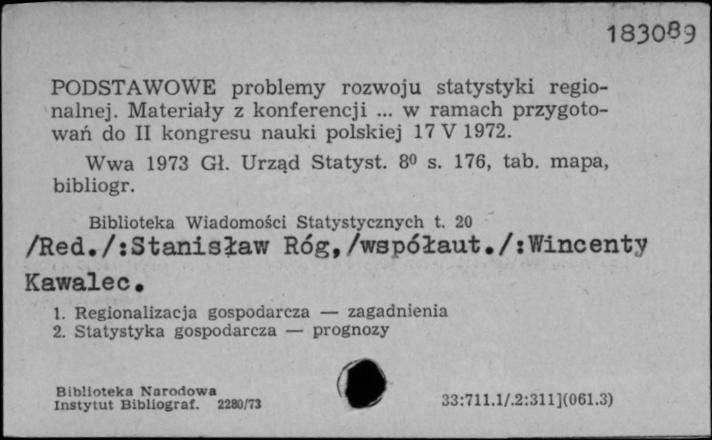 183089
PODSTAWOWE problemy rozwoju statystyki regio-
nalnej. Materiały z konferencji ... w ramach przygoto-
wań do II kongresu nauki polskiej 17 V 1972.
Wwa 1973 Gł. Urząd Statyst. 8⁰ s. 176, tab. mapa,
bibliogr.
Biblioteka Wiadomości Statystycznych t. 20
/Red./:Stanisław Róg,/współaut./:Wincenty
Kawalec.
1. Regionalizacja gospodarcza — zagadnienia
2. Statystyka gospodarcza — prognozy
Biblioteka Narodowa
Instytut Bibliograf. 2280/73
33:711.1/.2:311](061.3)